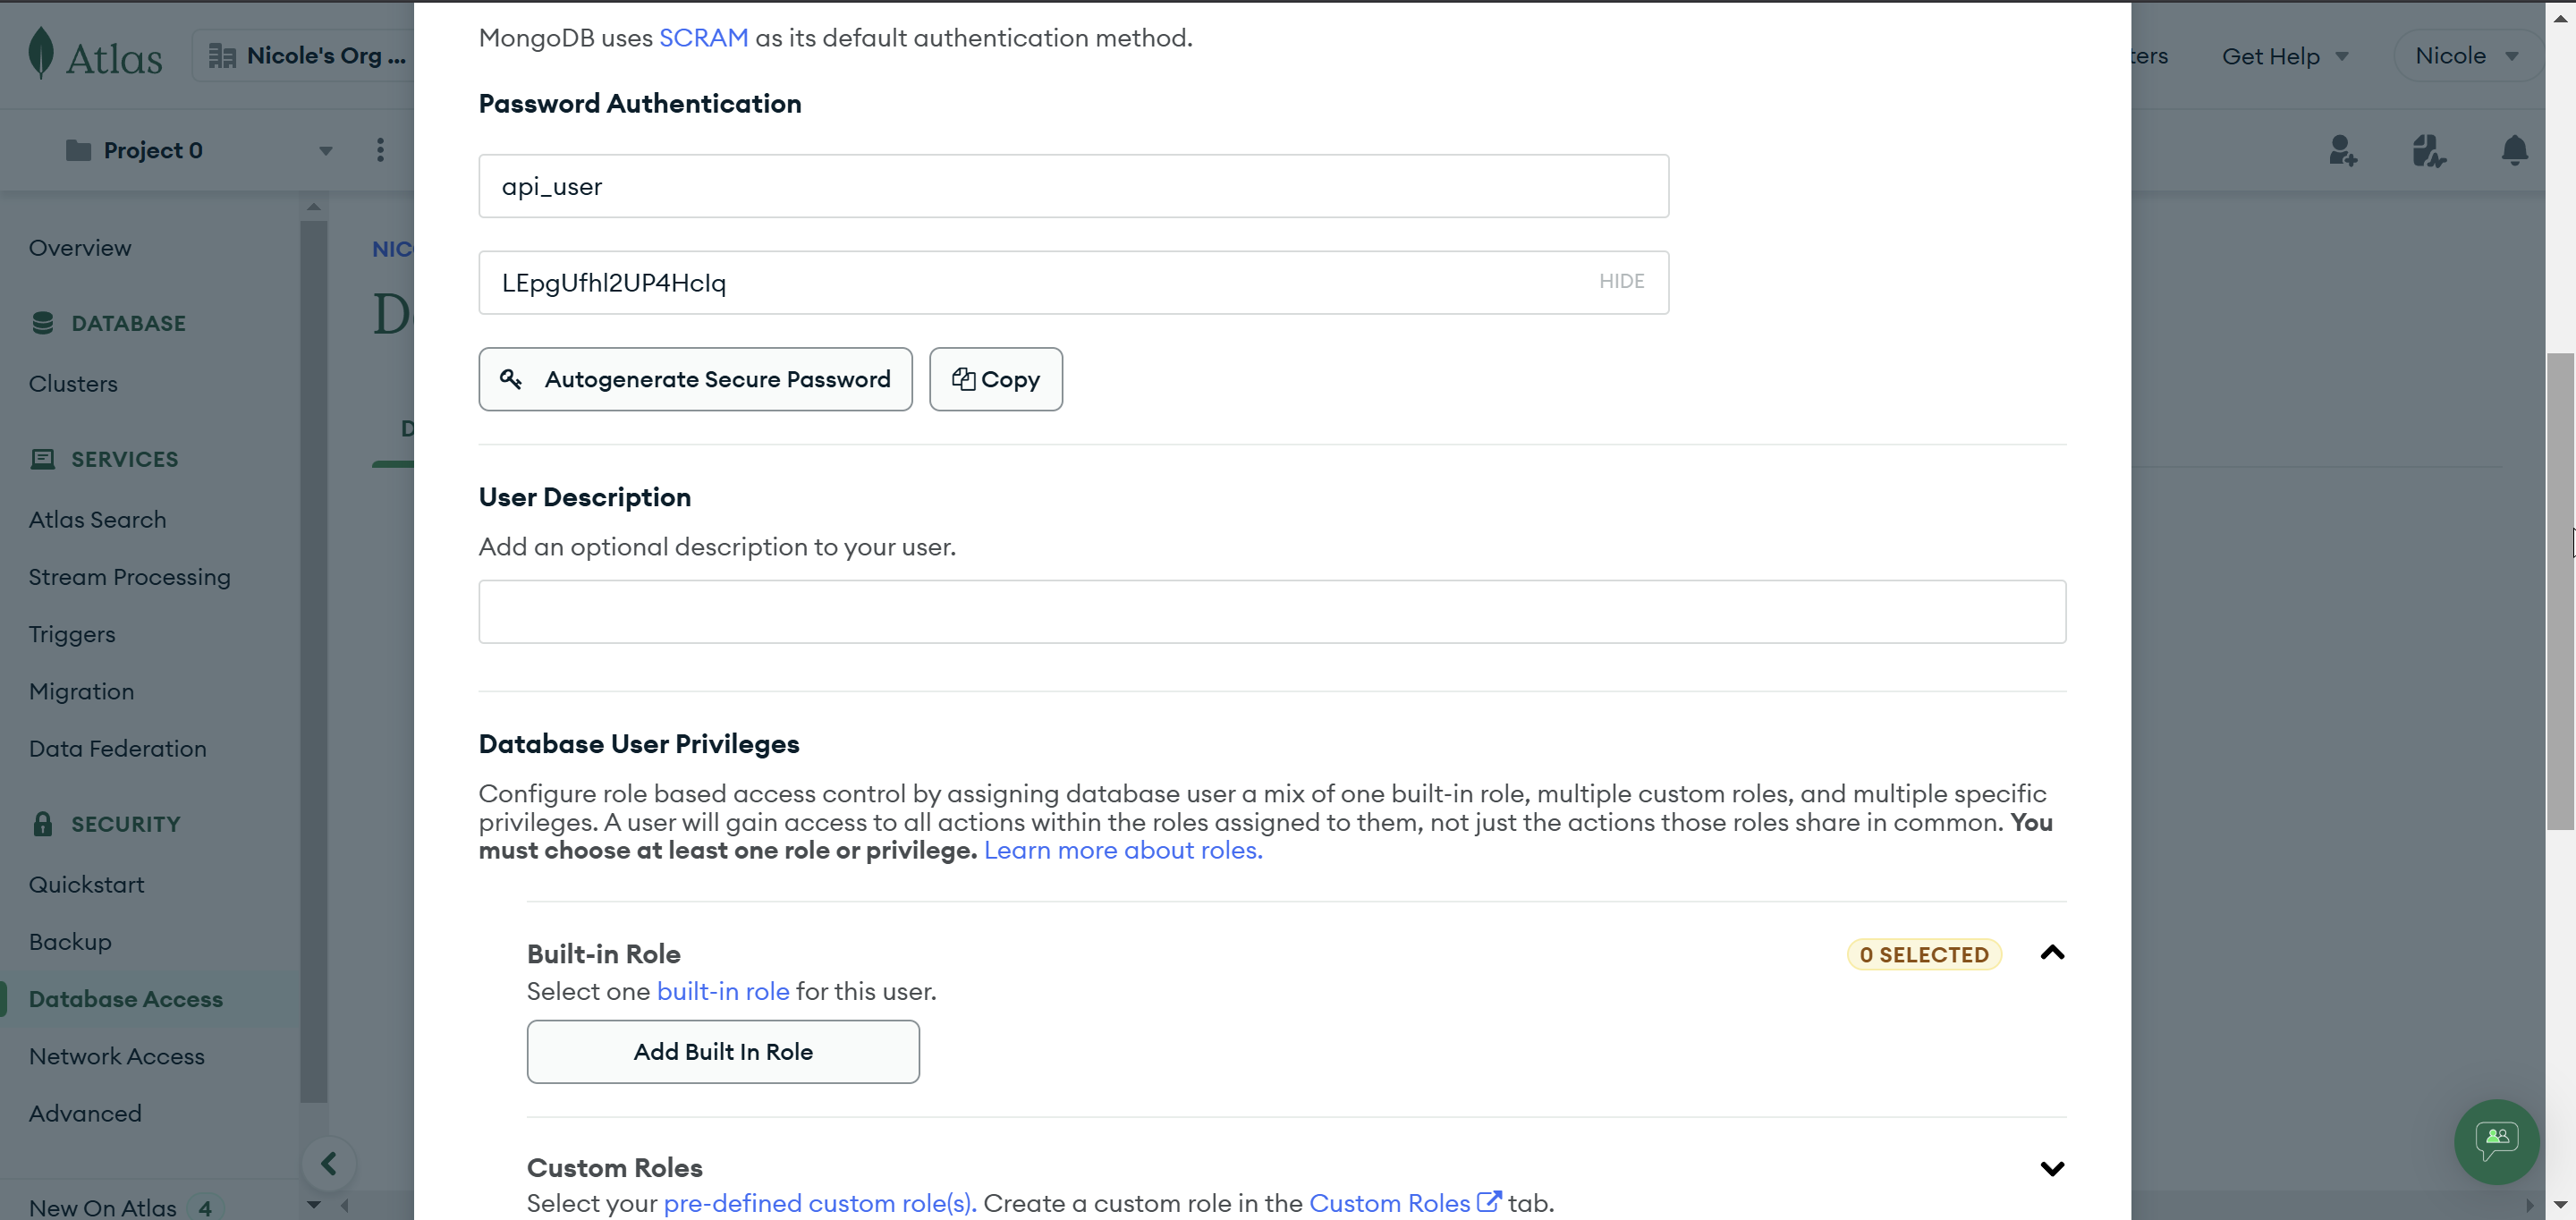 Atlas
Nicole's Org ...
Get Help
Nicole
Project 0
Overview
DATABASE
Clusters
SERVICES
Atlas Search
Stream Processing
Triggers
Migration
Data Federation
SECURITY
Quickstart
Backup
Database Access
Network Access
Advanced
New On Atlas 4
MongoDB uses SCRAM as its default authentication method.
Password Authentication
api_user
HIDE
Autogenerate Secure Password
Copy
User Description
Add an optional description to your user.
Database User Privileges
Configure role based access control by assigning database user a mix of one built-in role, multiple custom roles, and multiple specific
privileges. A user will gain access to all actions within the roles assigned to them, not just the actions those roles share in common. You
must choose at least one role or privilege. Learn more about roles.
Built-in Role
0 SELECTED
Select one built-in role for this user.
Add Built In Role
Custom Roles
Select your pre-defined custom role(s). Create a custom role in the Custom Roles tab.